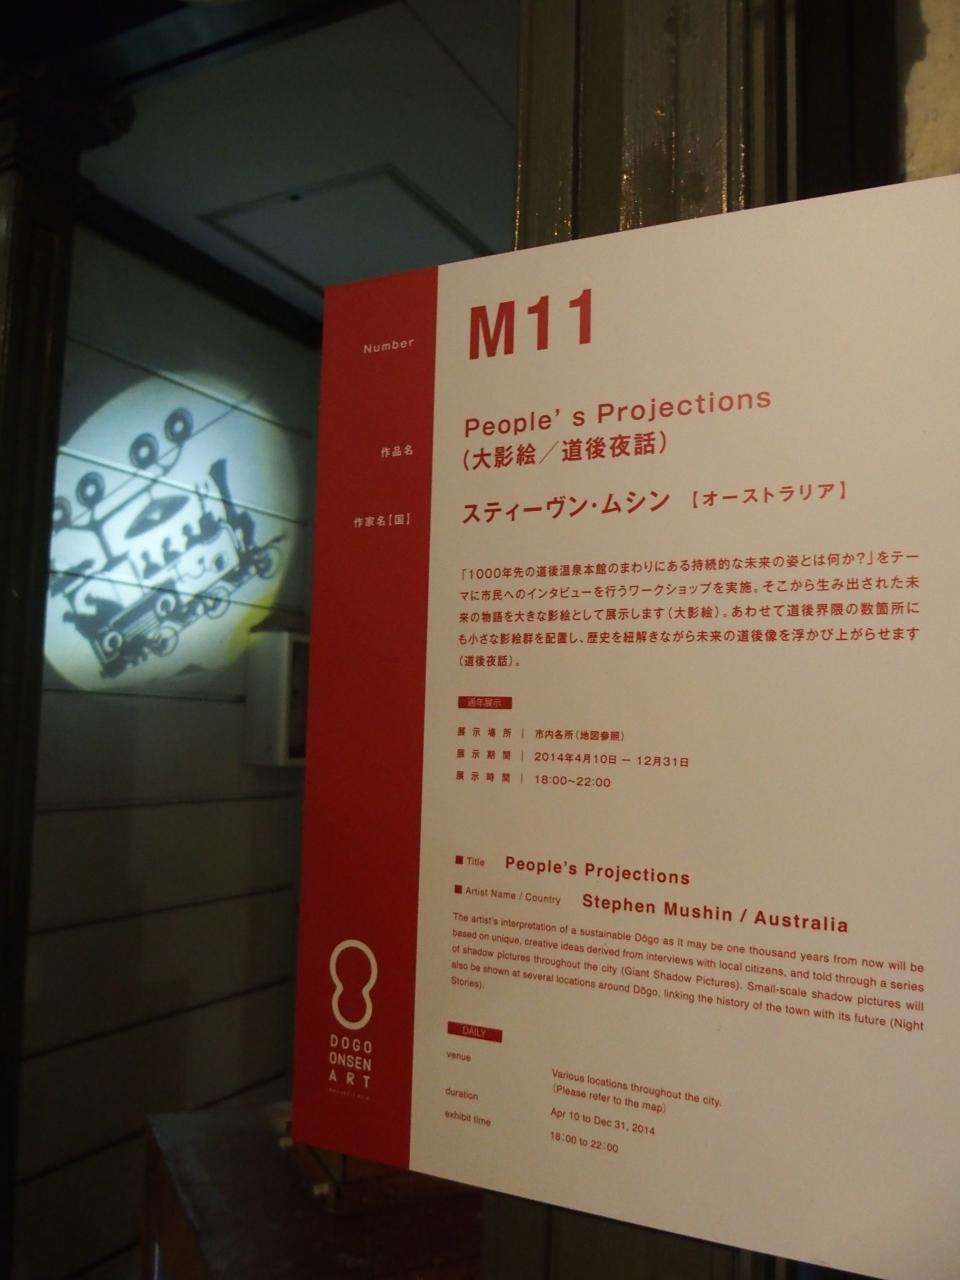 Number
M11
作品名
People's Projections
(大影絵/道後夜話)
作家名【国】
スティーヴン・ムシン 【オーストラリア】
「1000年先の道後温泉本館のまわりにある持続的な未来の姿とは何か?」をテー
マに市民へのインタビューを行うワークショップを実施。そこから生み出された未
来の物語を大きな影絵として展示します(大影絵)。あわせて道後界隈の数箇所に
も小さな影絵群を配置し、歴史を紐解きながら未来の道後像を浮かび上がらせます
(道後夜話)。
通年展示
展示場所 | 市内各所(地図参照)
展示期間 | 2014年4月10日 ー 12月31日
展示時間 | 18:00~22:00
■ Title People's Projections
■ Artist Name / Country Stephen Mushin / Australia
The artist's interpretation of a sustainable Dōgo as it may be one thousand years from now will be
based on unique, creative ideas derived from interviews with local citizens, and told through a series
of shadow pictures throughout the city (Giant Shadow Pictures). Small-scale shadow pictures will
also be shown at several locations around Dōgo, linking the history of the town with its future (Night
Stories).
DAILY
venue Various locations throughout the city.
(Please refer to the map)
duration Apr 10 to Dec 31, 2014
exhibit time 18:00 to 22:00
DOGO
ONSEN
ART